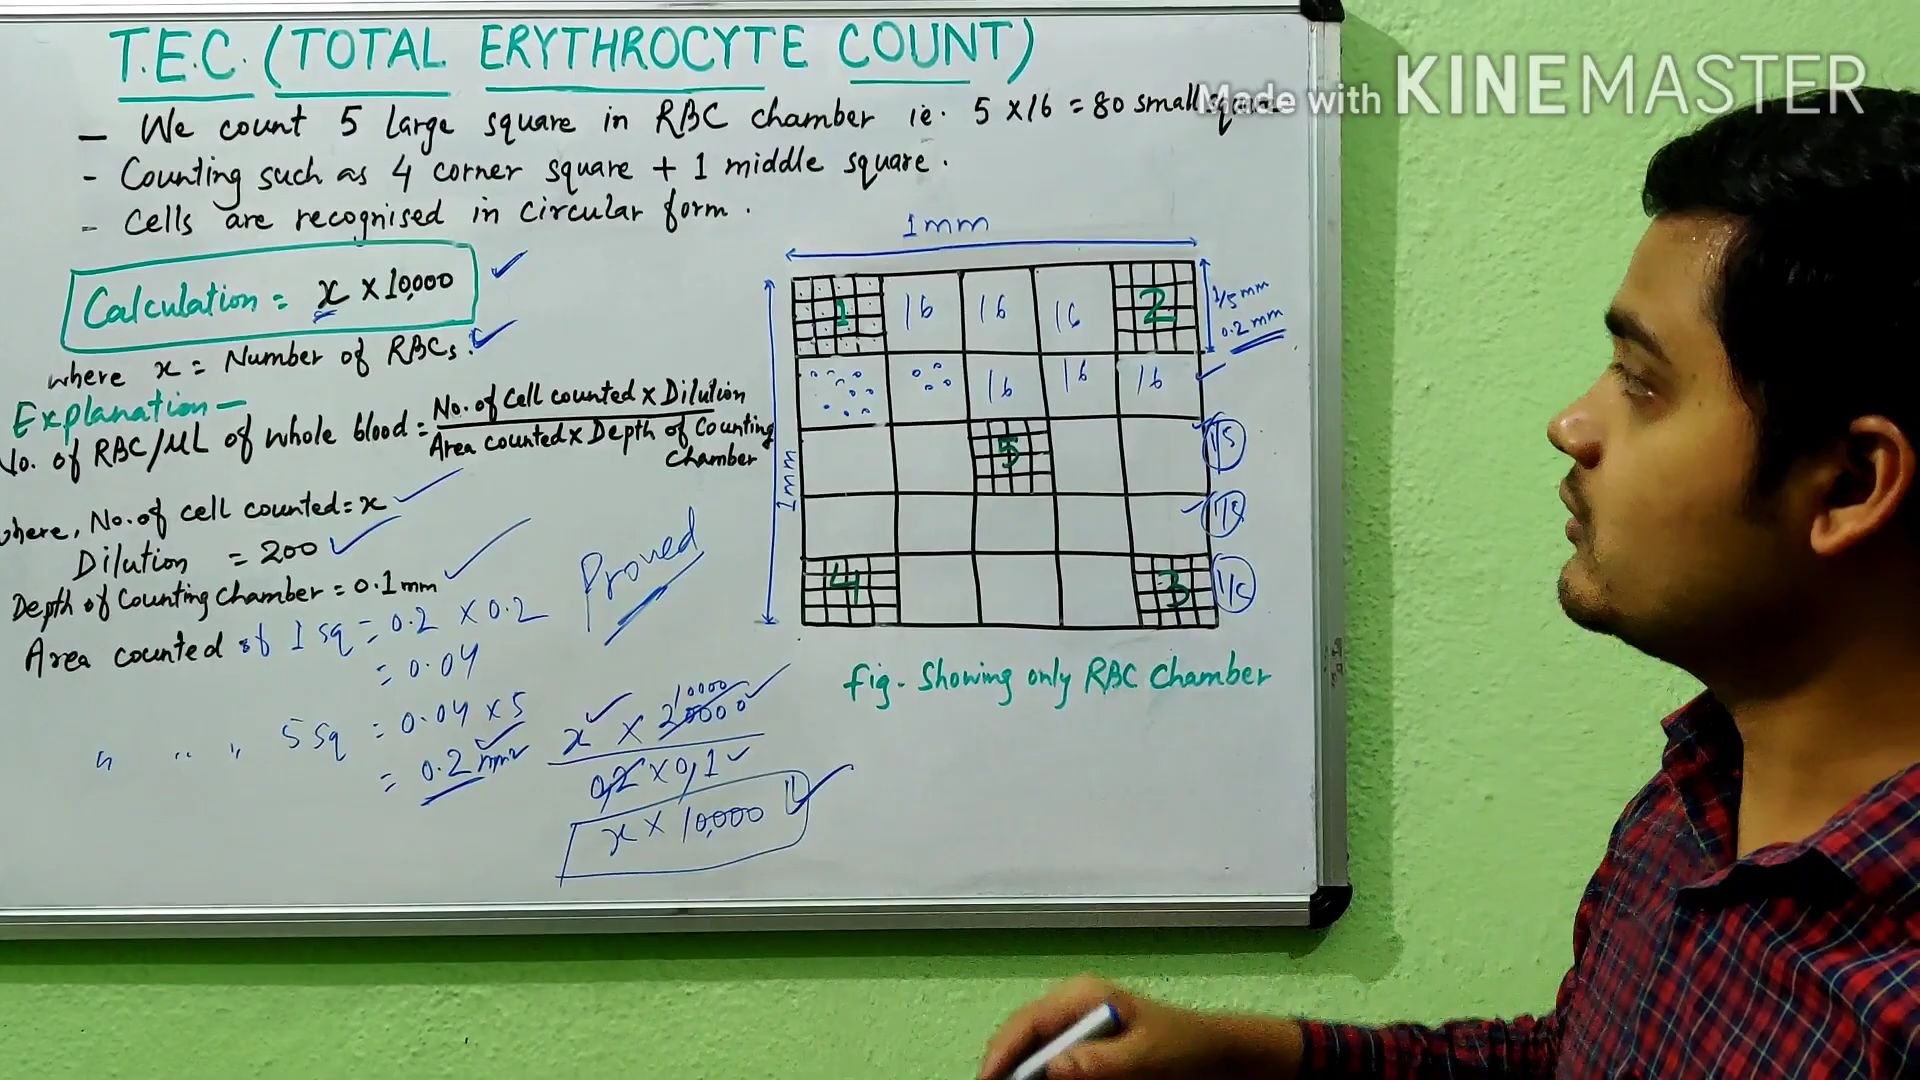 T.E.C. (TOTAL ERYTHROCYTE COUNT)
Made with KINEMASTER
- We count 5 large square in RBC chamber ie. 5 x 16 = 80 small square
- Counting such as 4 corner square + 1 middle square.
- Cells are recognised in circular form.
Calculation = x × 10,000
where x = Number of RBCs.
Explanation -
No. of RBC/µL of whole blood = No. of Cell counted × Dilution
Area counted × Depth of Counting
Chamber
where, No. of cell counted = x
Dilution = 200
Depth of Counting Chamber = 0.1mm
Area counted of 1 sq = 0.2 × 0.2
= 0.04
" " " 5 sq = 0.04 × 5
= 0.2 mm²
Proved
10000
x × 20000
0.2 × 0.1
x × 10,000
1mm
1mm
1 16 16 16 2
1/5 mm
0.2 mm
16 16 16
5
1/5
1/5
1/5
4 3
fig. Showing only RBC Chamber